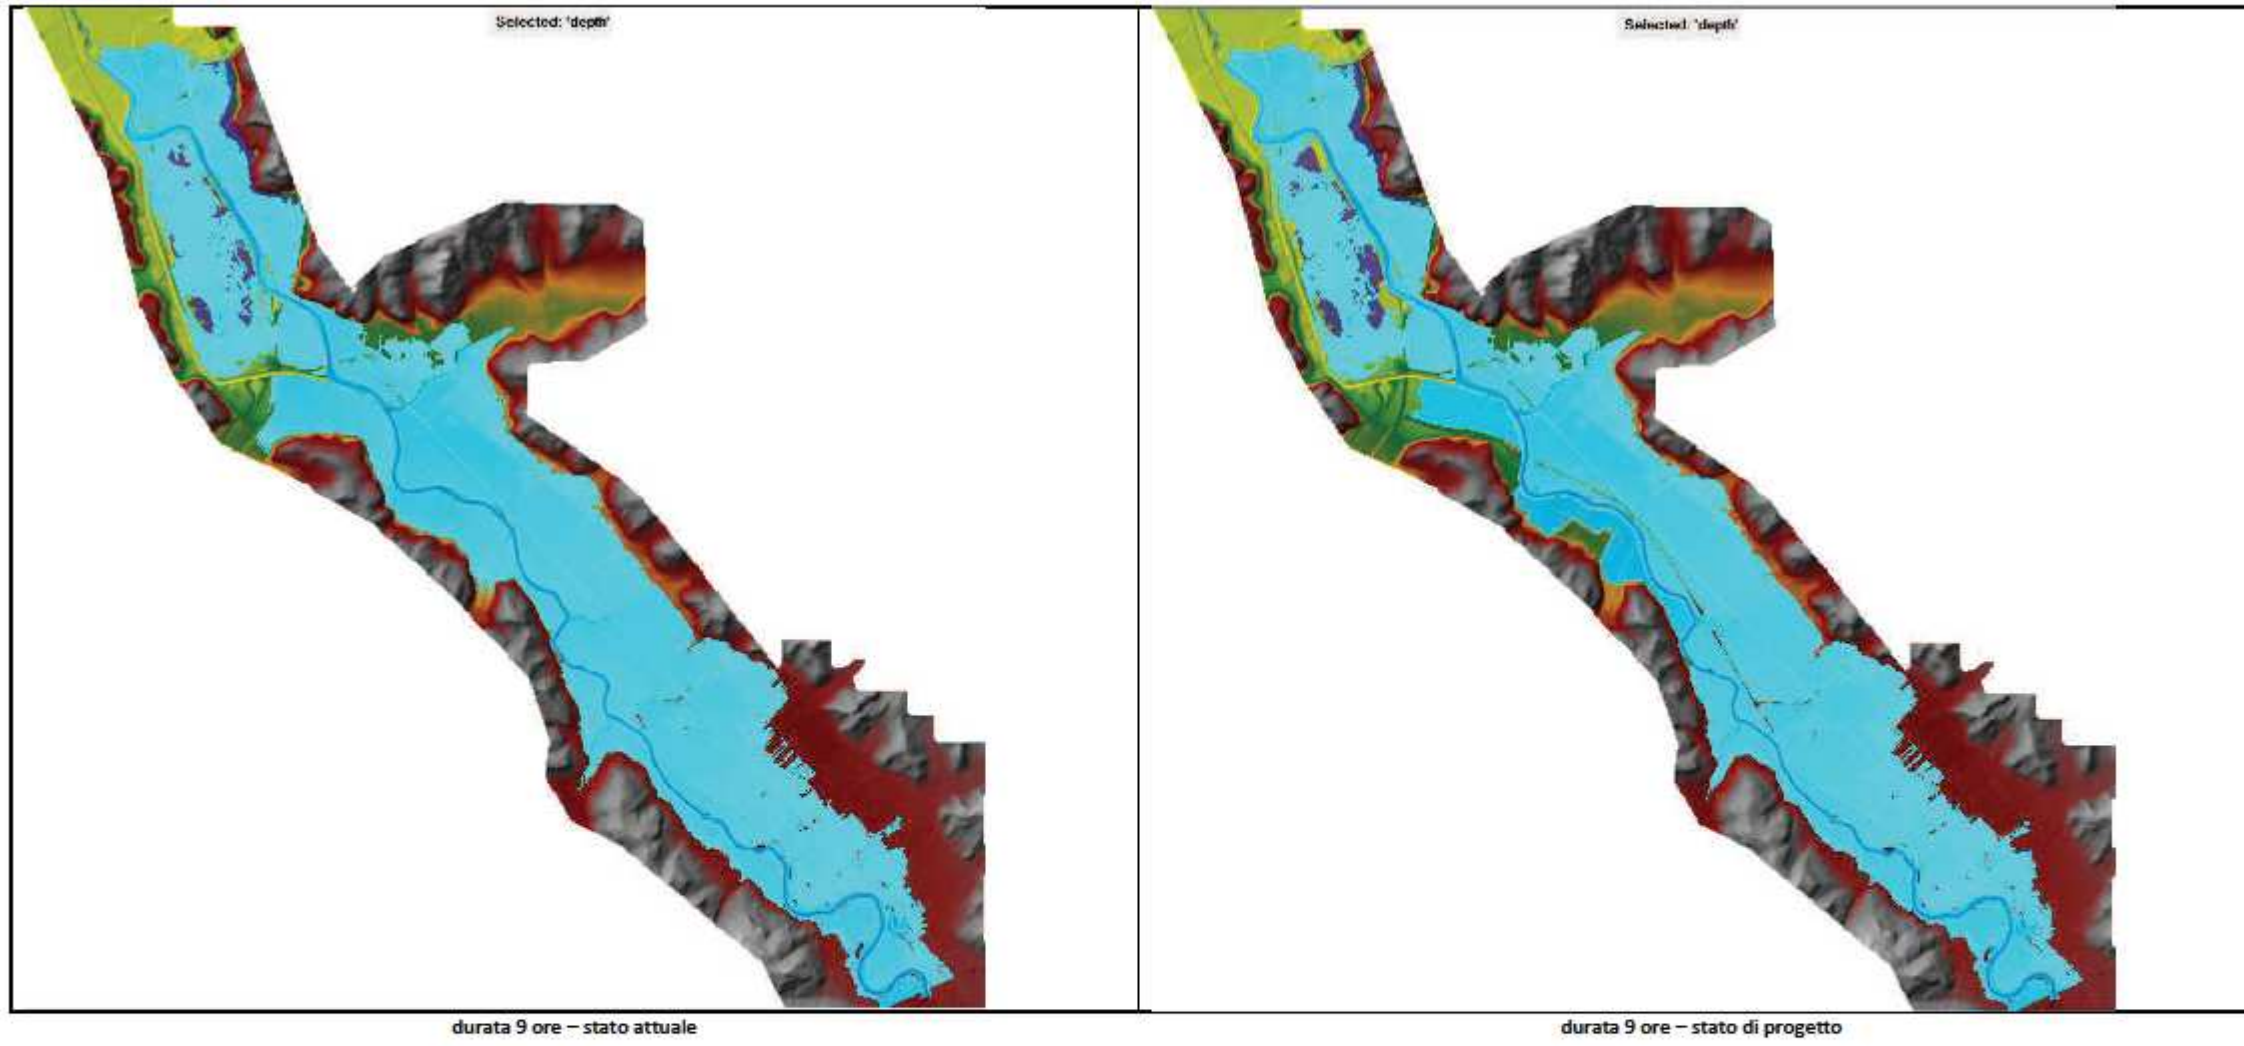 Selected: 'depth'
Selected: 'depth'
durata 9 ore – stato attuale
durata 9 ore – stato di progetto